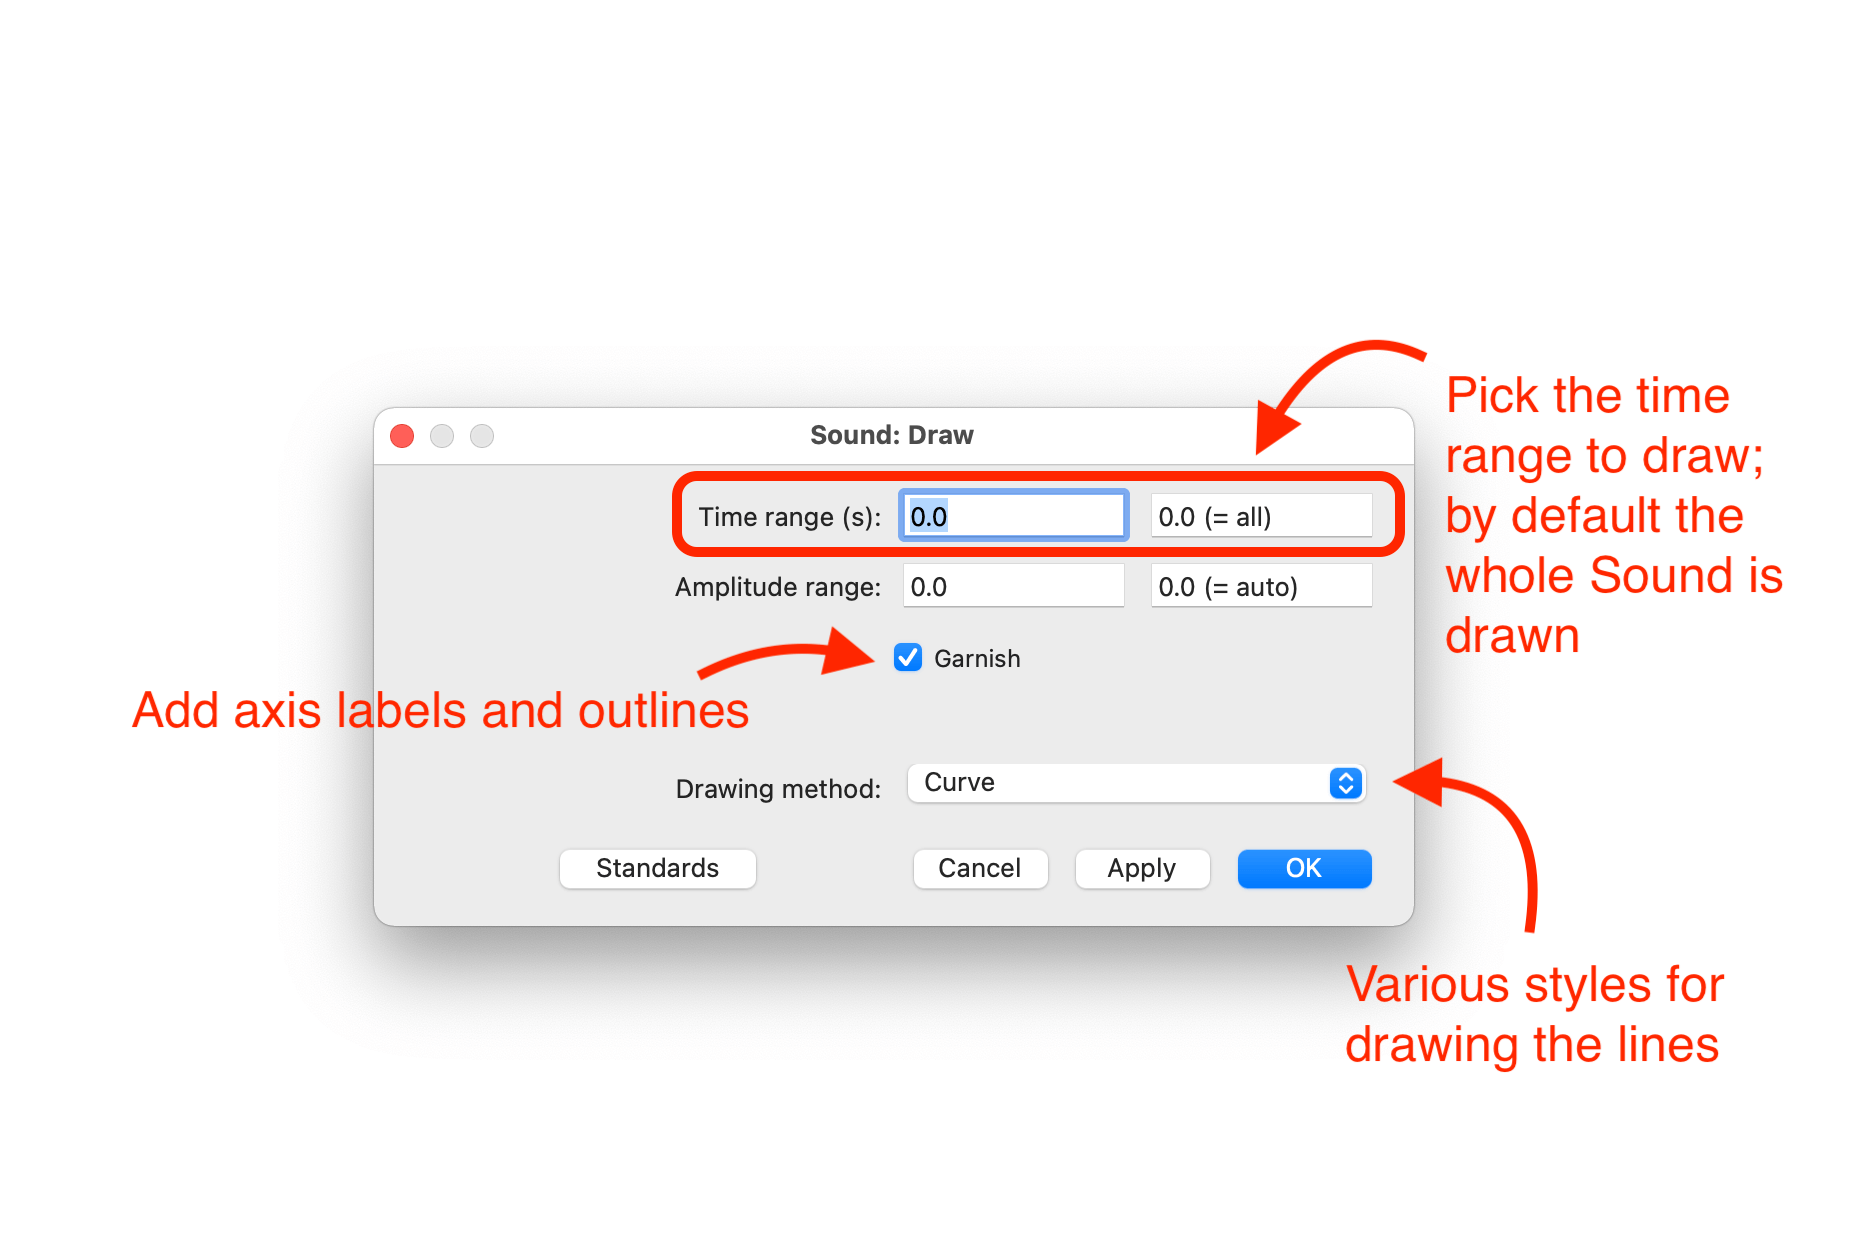 Sound: Draw
Pick the time
range to draw;
by default the
whole Sound is
drawn
Time range (s): 0.0 0.0 (= all)
Amplitude range: 0.0 0.0 (= auto)
Garnish
Add axis labels and outlines
Drawing method: Curve
Standards Cancel Apply OK
Various styles for
drawing the lines